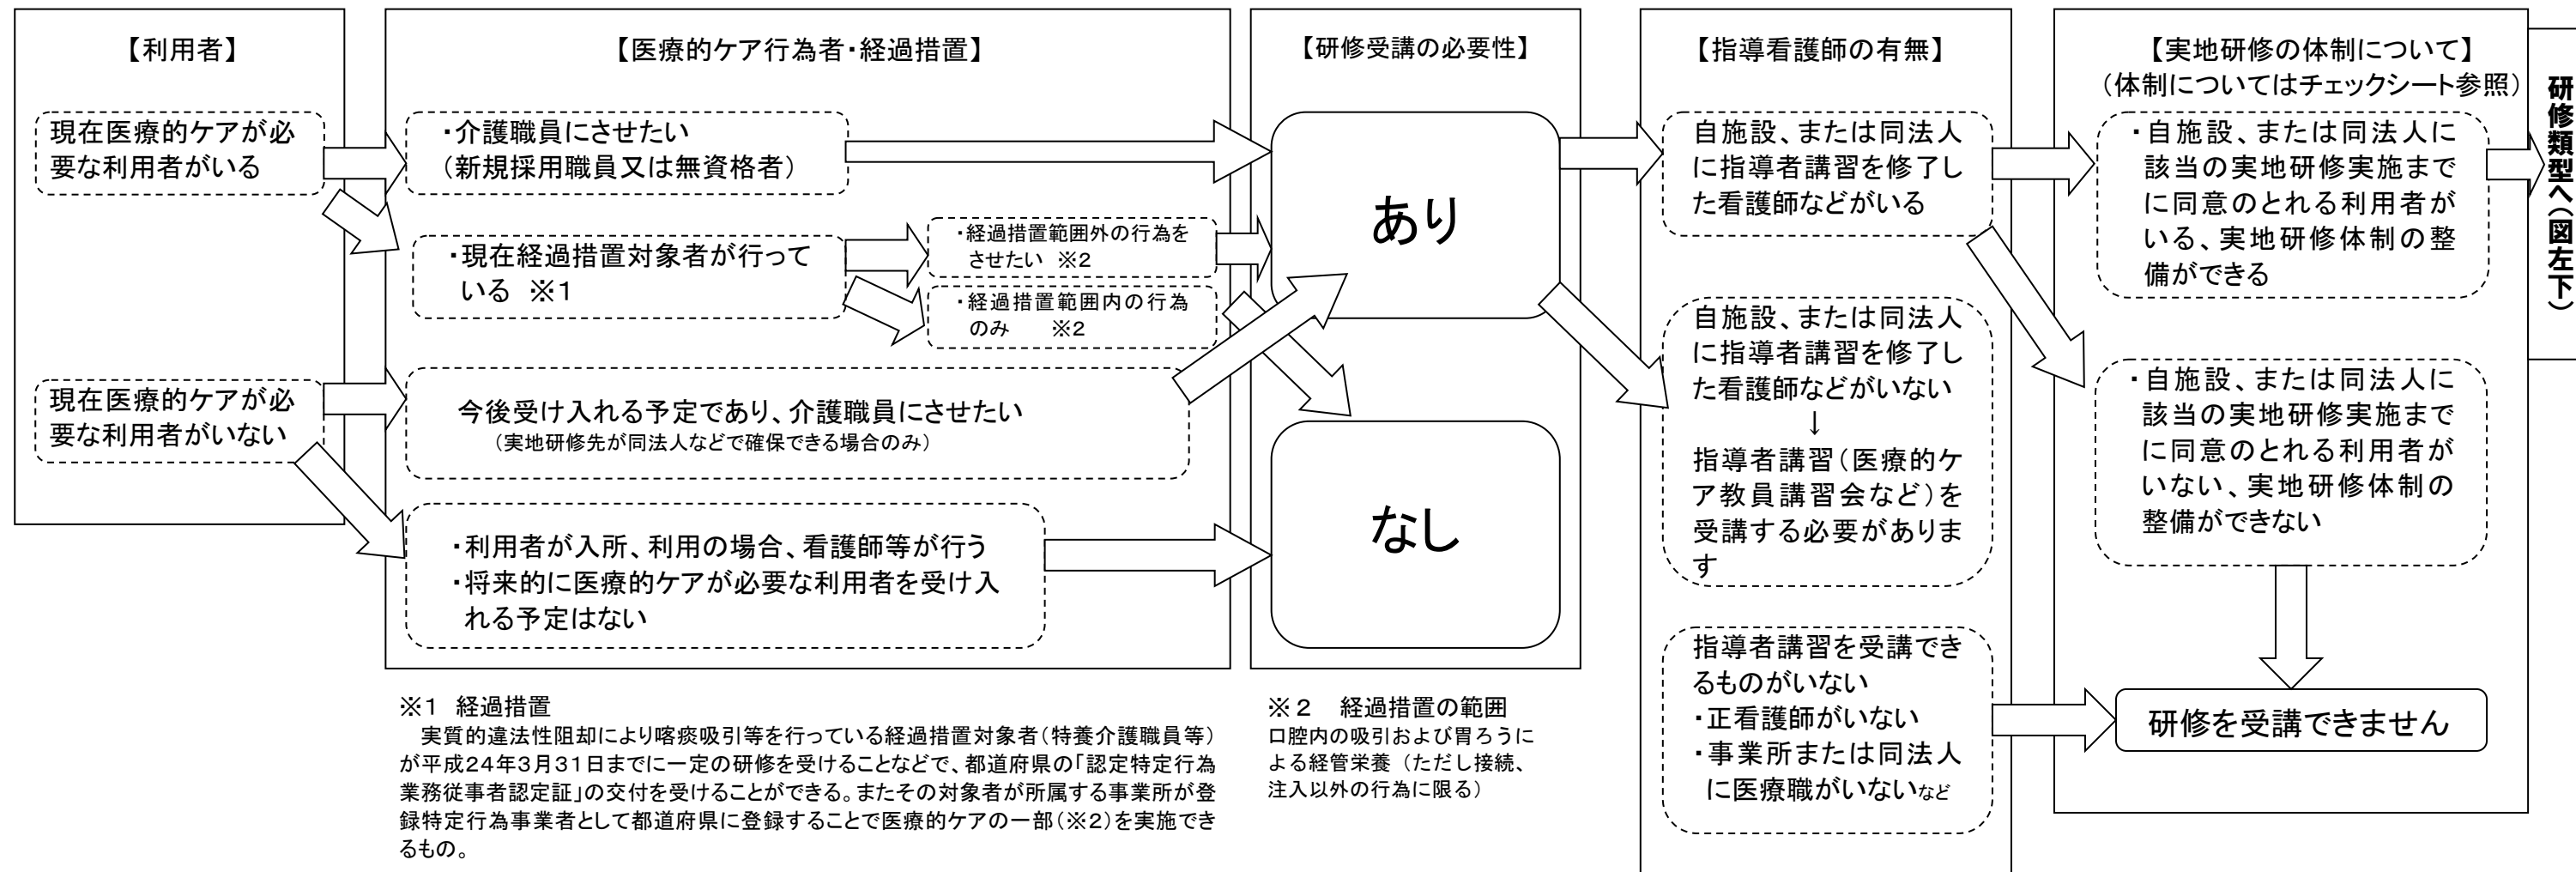 【利用者】
現在医療的ケアが必
要な利用者がいる
現在医療的ケアが必
要な利用者がいない
【医療的ケア行為者・経過措置】
・介護職員にさせたい
（新規採用職員又は無資格者）
・現在経過措置対象者が行って
いる ※1
・経過措置範囲外の行為を
させたい ※2
・経過措置範囲内の行為
のみ ※2
今後受け入れる予定であり、介護職員にさせたい
（実地研修先が同法人などで確保できる場合のみ）
・利用者が入所、利用の場合、看護師等が行う
・将来的に医療的ケアが必要な利用者を受け入
れる予定はない
【研修受講の必要性】
あり
なし
【指導看護師の有無】
自施設、または同法人
に指導者講習を修了し
た看護師などがいる
自施設、または同法人
に指導者講習を修了し
た看護師などがいない
↓
指導者講習（医療的ケ
ア教員講習会など）を
受講する必要がありま
す
指導者講習を受講でき
るものがいない
・正看護師がいない
・事業所または同法人
に医療職がいないなど
【実地研修の体制について】
（体制についてはチェックシート参照）
・自施設、または同法人に
該当の実地研修実施まで
に同意のとれる利用者が
いる、実地研修体制の整
備ができる
・自施設、または同法人に
該当の実地研修実施まで
に同意のとれる利用者が
いない、実地研修体制の
整備ができない
研修を受講できません
研修類型へ（図左下）
※1 経過措置
実質的違法性阻却により喀痰吸引等を行っている経過措置対象者（特養介護職員等）
が平成24年3月31日までに一定の研修を受けることなどで、都道府県の「認定特定行為
業務従事者認定証」の交付を受けることができる。またその対象者が所属する事業所が登
録特定行為事業者として都道府県に登録することで医療的ケアの一部（※2）を実施でき
るもの。
※２ 経過措置の範囲
口腔内の吸引および胃ろうに
よる経管栄養（ただし接続、
注入以外の行為に限る）